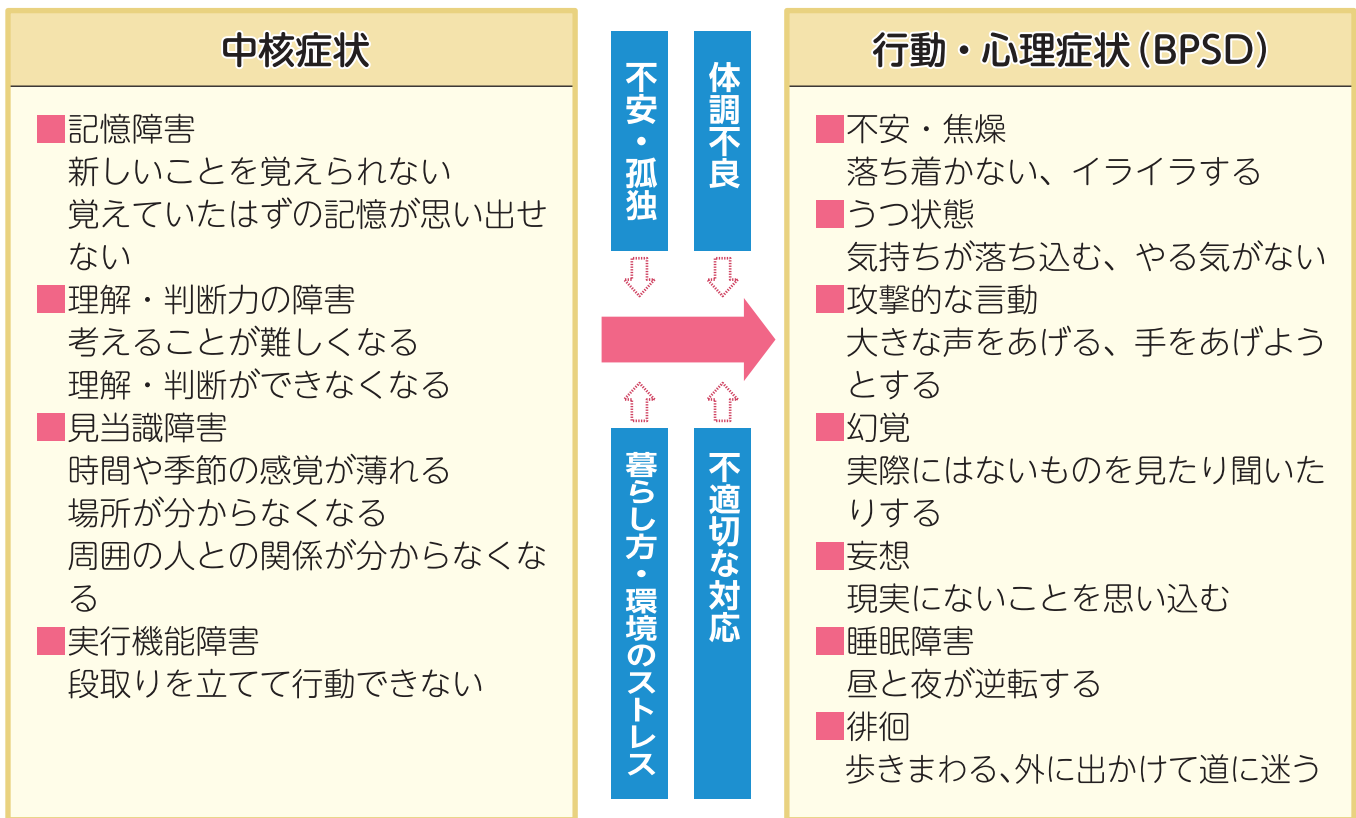 中核症状
■記憶障害
新しいことを覚えられない
覚えていたはずの記憶が思い出せ
ない
■理解・判断力の障害
考えることが難しくなる
理解・判断ができなくなる
■見当識障害
時間や季節の感覚が薄れる
場所が分からなくなる
周囲の人との関係が分からなくな
る
■実行機能障害
段取りを立てて行動できない
不安・孤独
体調不良
暮らし方・環境のストレス
不適切な対応
行動・心理症状(BPSD)
■不安・焦燥
落ち着かない、イライラする
■うつ状態
気持ちが落ち込む、やる気がない
■攻撃的な言動
大きな声をあげる、手をあげよう
とする
■幻覚
実際にはないものを見たり聞いた
りする
■妄想
現実にないことを思い込む
■睡眠障害
昼と夜が逆転する
■徘徊
歩きまわる、外に出かけて道に迷う